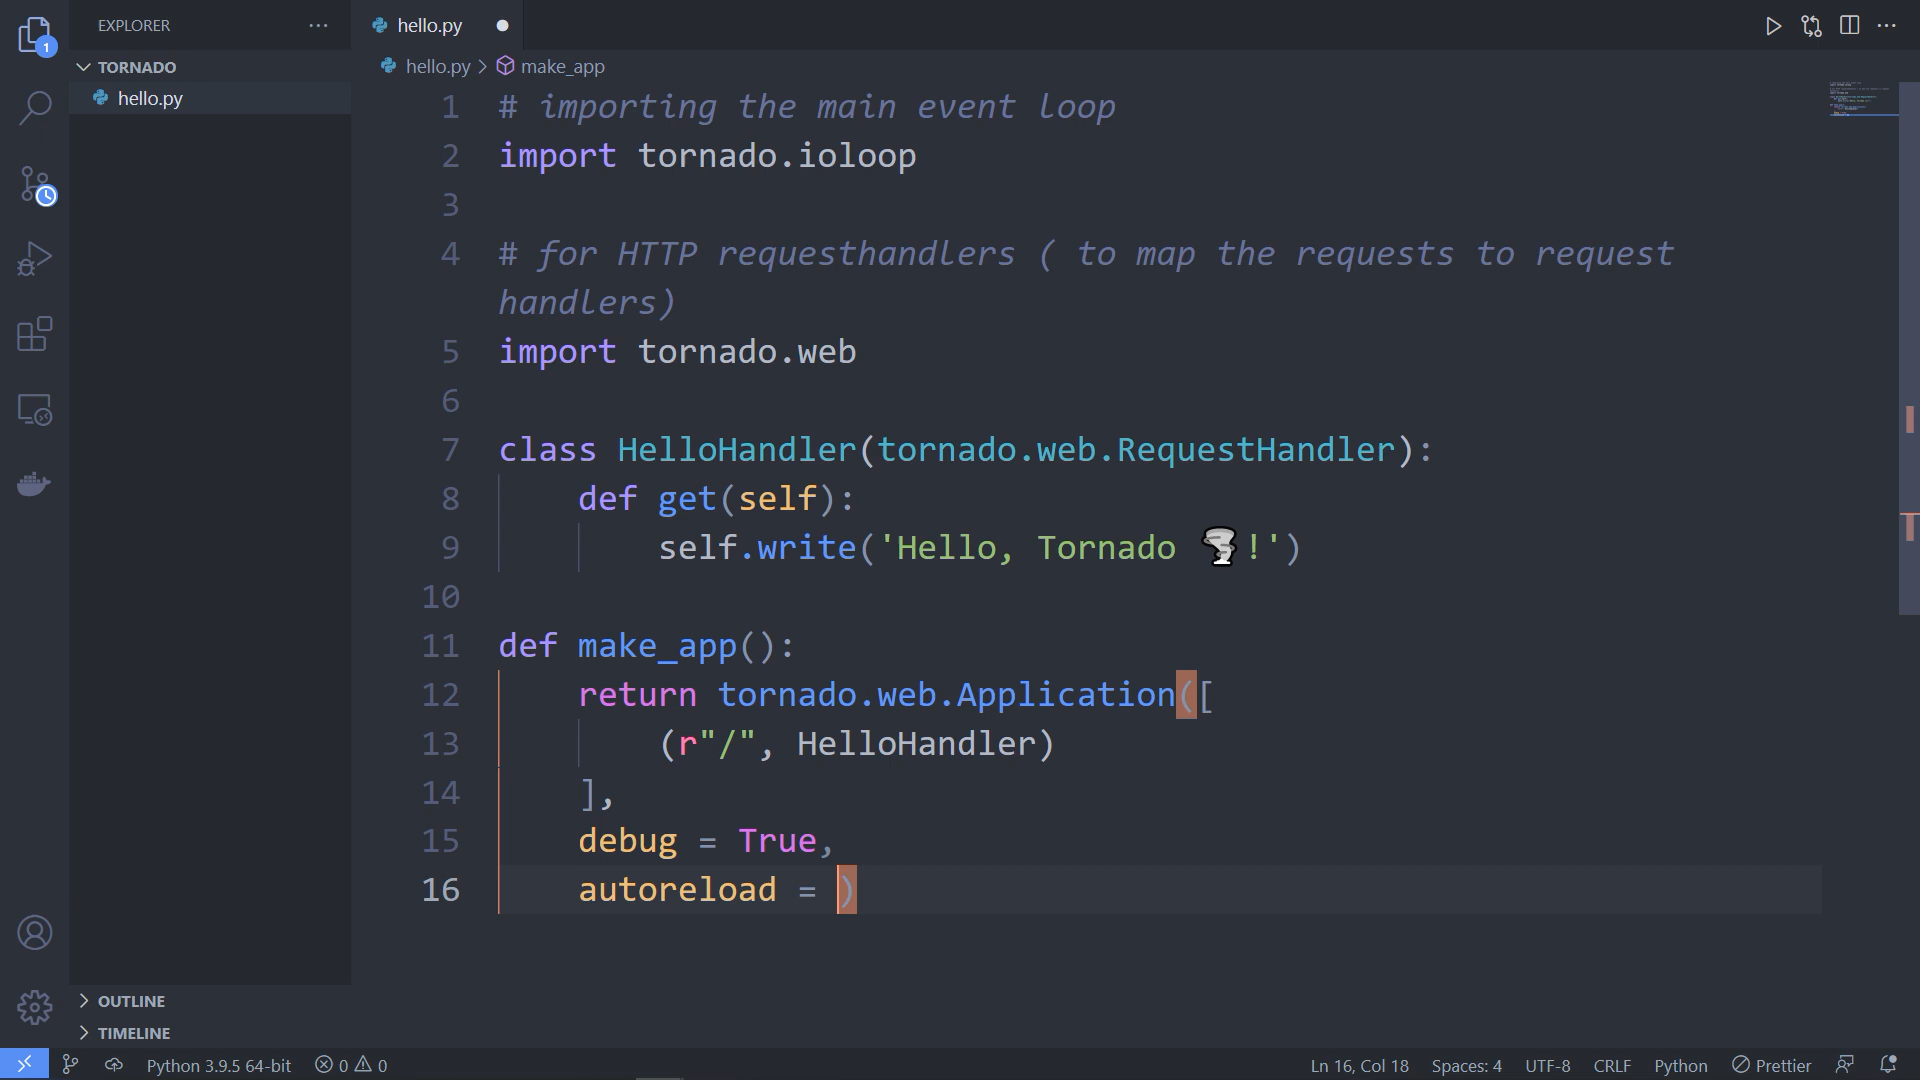 EXPLORER
hello.py
1
TORNADO
hello.py > make_app
hello.py
1 # importing the main event loop
2 import tornado.ioloop
3
4 # for HTTP requesthandlers ( to map the requests to request
handlers)
5 import tornado.web
6
7 class HelloHandler(tornado.web.RequestHandler):
8 def get(self):
9 self.write('Hello, Tornado 🌪!')
10
11 def make_app():
12 return tornado.web.Application([
13 (r"/", HelloHandler)
14 ],
15 debug = True,
16 autoreload = )
OUTLINE
TIMELINE
Python 3.9.5 64-bit 0 0 Ln 16, Col 18 Spaces: 4 UTF-8 CRLF Python Prettier